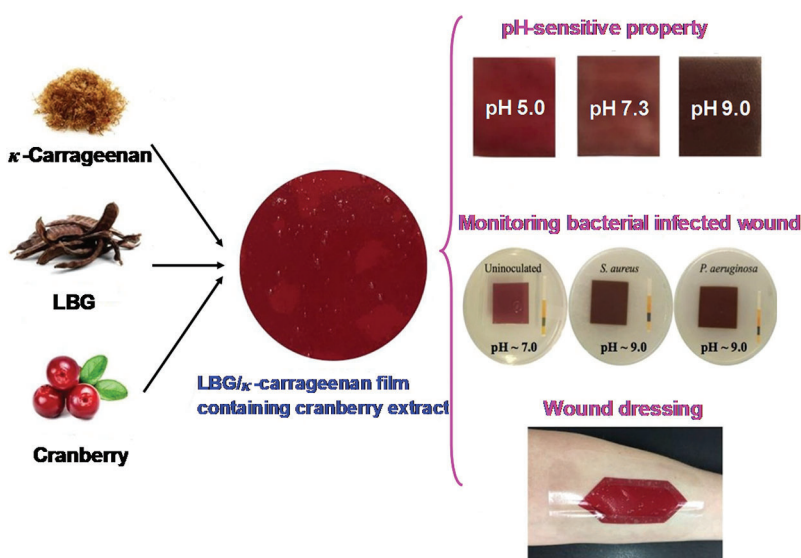 κ-Carrageenan
LBG
Cranberry
LBG/κ-carrageenan film
containing cranberry extract
pH-sensitive property
pH 5.0
pH 7.3
pH 9.0
Monitoring bacterial infected wound
Uninoculated
S. aureus
P. aeruginosa
pH ~ 7.0
pH ~ 9.0
pH ~ 9.0
Wound dressing